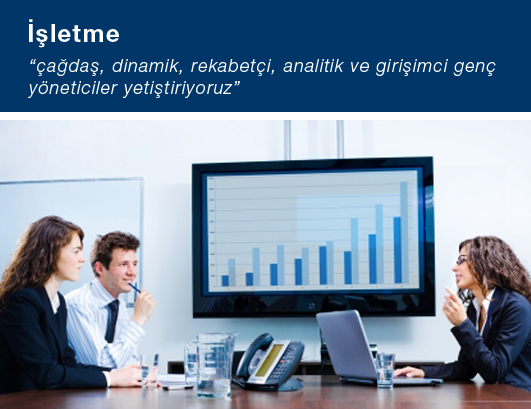 İşletme
“çağdaş, dinamik, rekabetçi, analitik ve girişimci genç
yöneticiler yetiştiriyoruz”